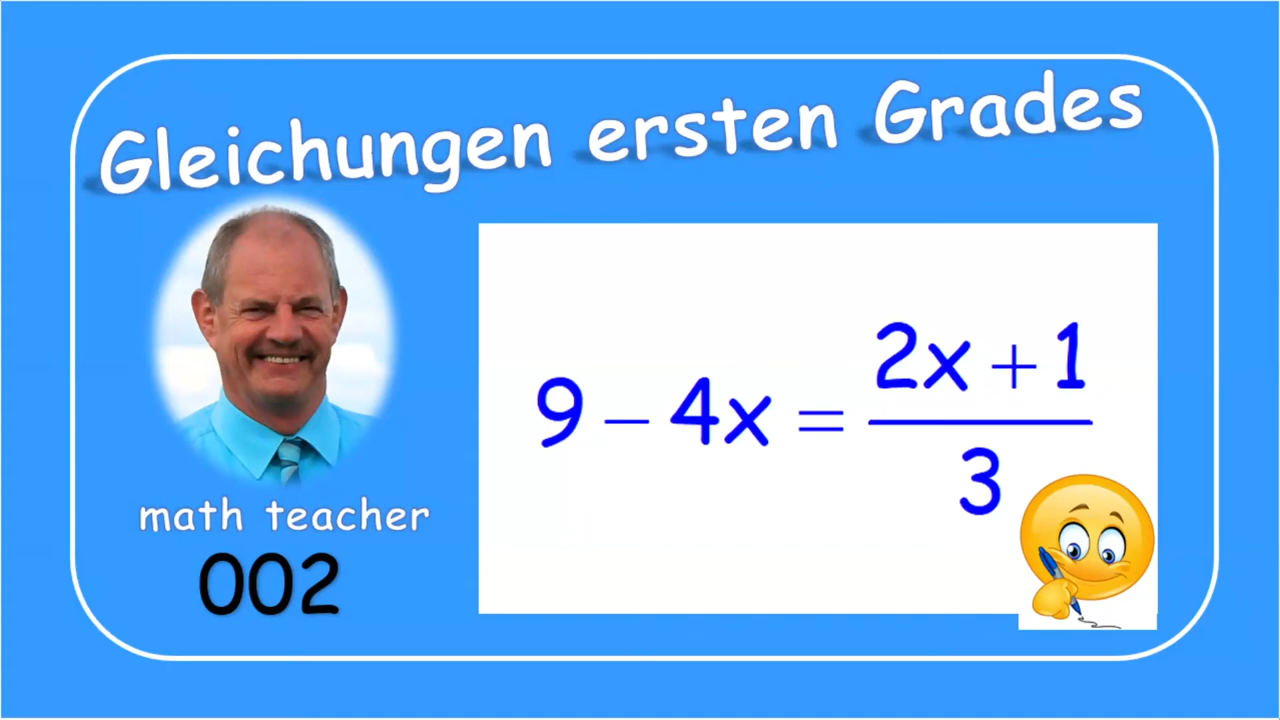 Gleichungen ersten Grades
9 – 4x = (2x + 1)/3
math teacher
002